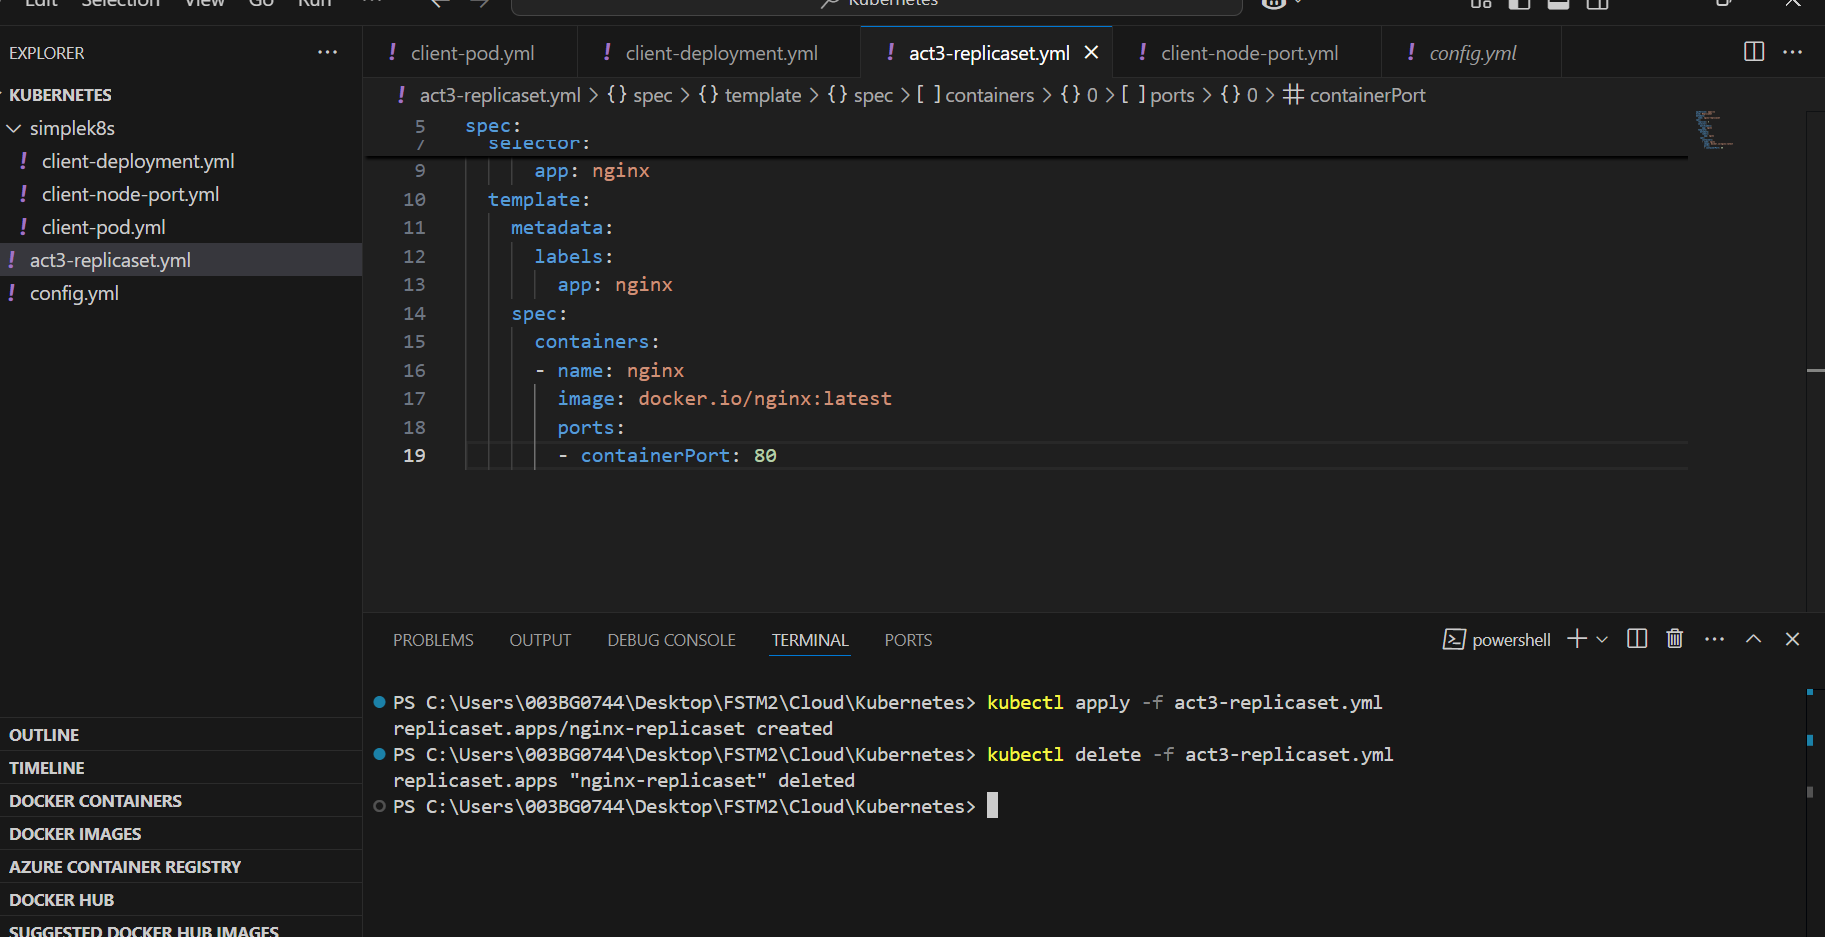 Edit Selection View Go Run ···
Kubernetes
EXPLORER ···
KUBERNETES
simplek8s
! client-deployment.yml
! client-node-port.yml
! client-pod.yml
! act3-replicaset.yml
! config.yml
OUTLINE
TIMELINE
DOCKER CONTAINERS
DOCKER IMAGES
AZURE CONTAINER REGISTRY
DOCKER HUB
SUGGESTED DOCKER HUB IMAGES
! client-pod.yml ! client-deployment.yml ! act3-replicaset.yml ! client-node-port.yml ! config.yml ···
! act3-replicaset.yml > {} spec > {} template > {} spec > [ ] containers > {} 0 > [ ] ports > {} 0 > # containerPort
5 spec:
7 selector:
9 app: nginx
10 template:
11 metadata:
12 labels:
13 app: nginx
14 spec:
15 containers:
16 - name: nginx
17 image: docker.io/nginx:latest
18 ports:
19 - containerPort: 80
PROBLEMS OUTPUT DEBUG CONSOLE TERMINAL PORTS powershell ···
PS C:\Users\003BG0744\Desktop\FSTM2\Cloud\Kubernetes> kubectl apply -f act3-replicaset.yml
replicaset.apps/nginx-replicaset created
PS C:\Users\003BG0744\Desktop\FSTM2\Cloud\Kubernetes> kubectl delete -f act3-replicaset.yml
replicaset.apps "nginx-replicaset" deleted
PS C:\Users\003BG0744\Desktop\FSTM2\Cloud\Kubernetes>